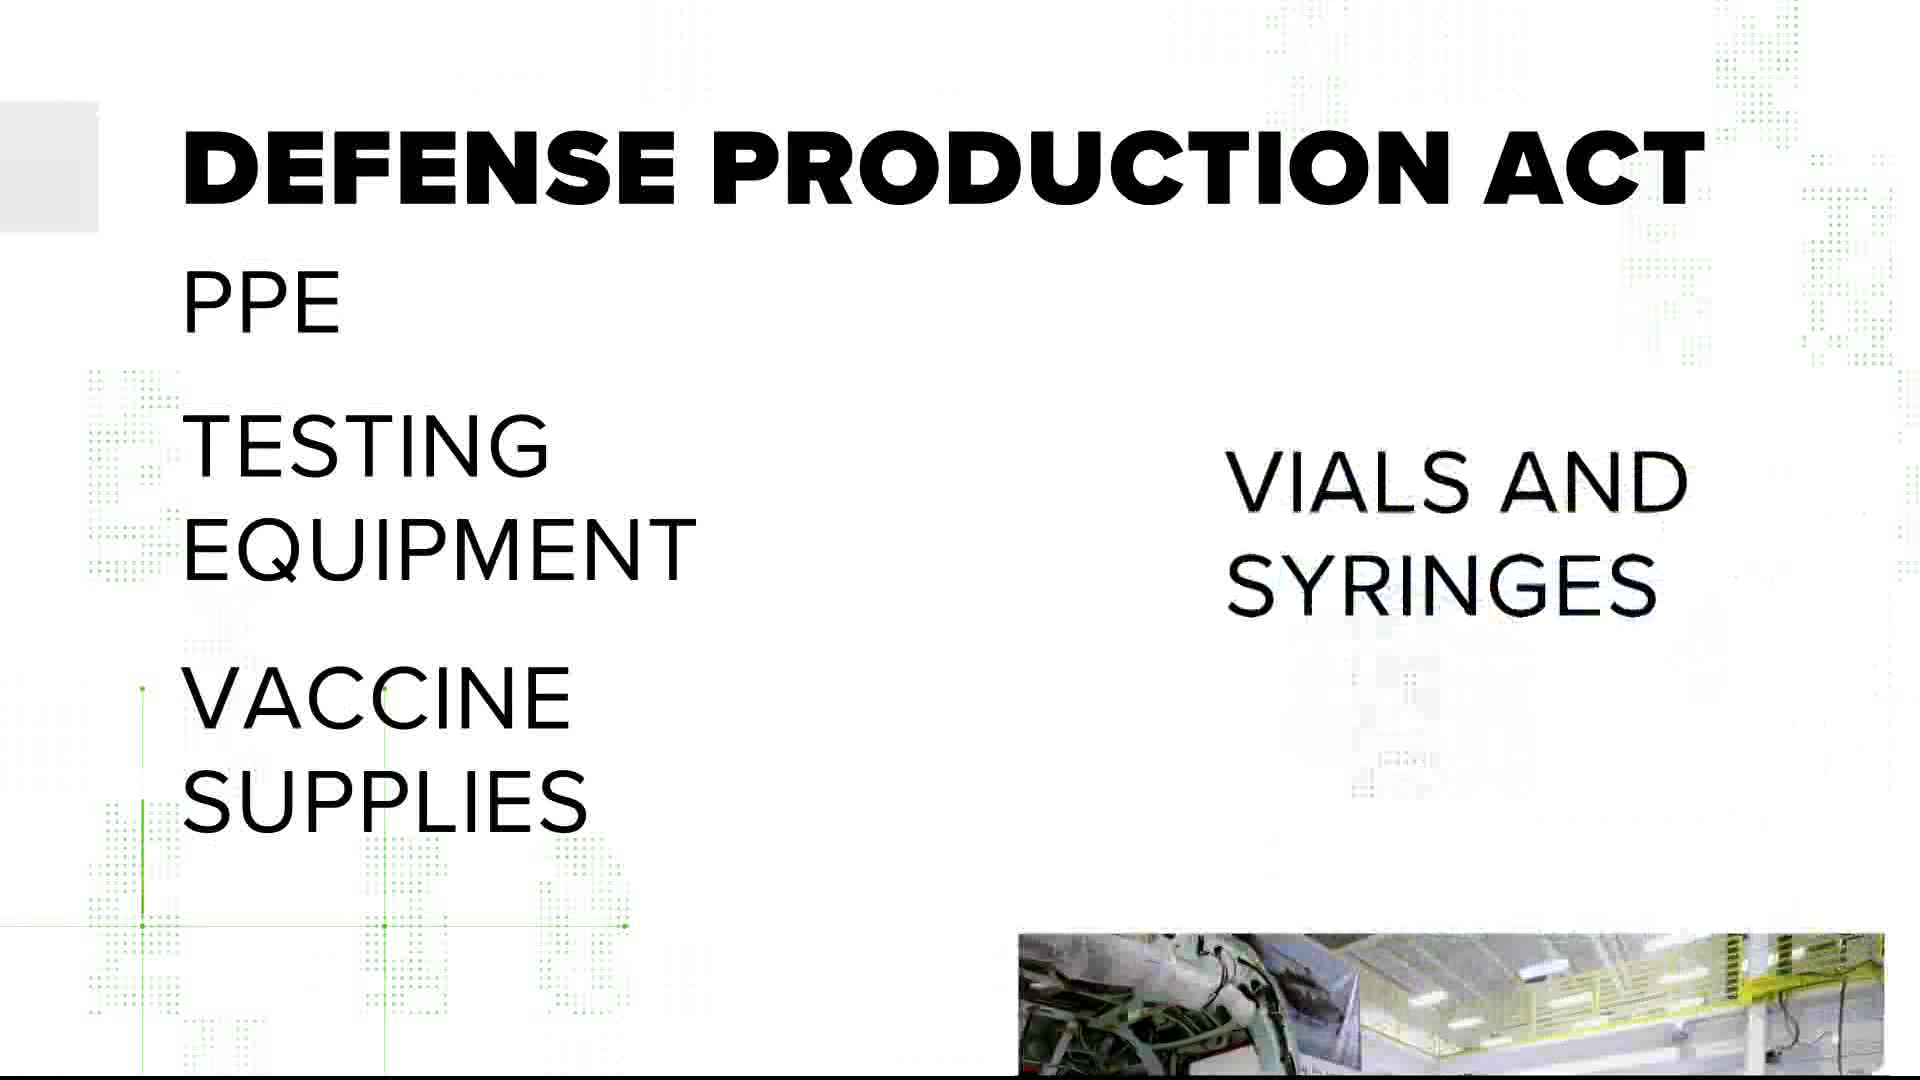 DEFENSE PRODUCTION ACT
PPE
TESTING
EQUIPMENT
VACCINE
SUPPLIES
VIALS AND
SYRINGES